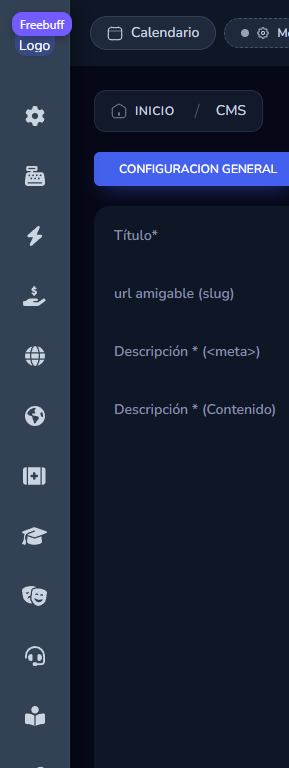 Freebuff
Logo
Calendario
INICIO / CMS
CONFIGURACION GENERAL
Título*
url amigable (slug)
Descripción * (<meta>)
Descripción * (Contenido)